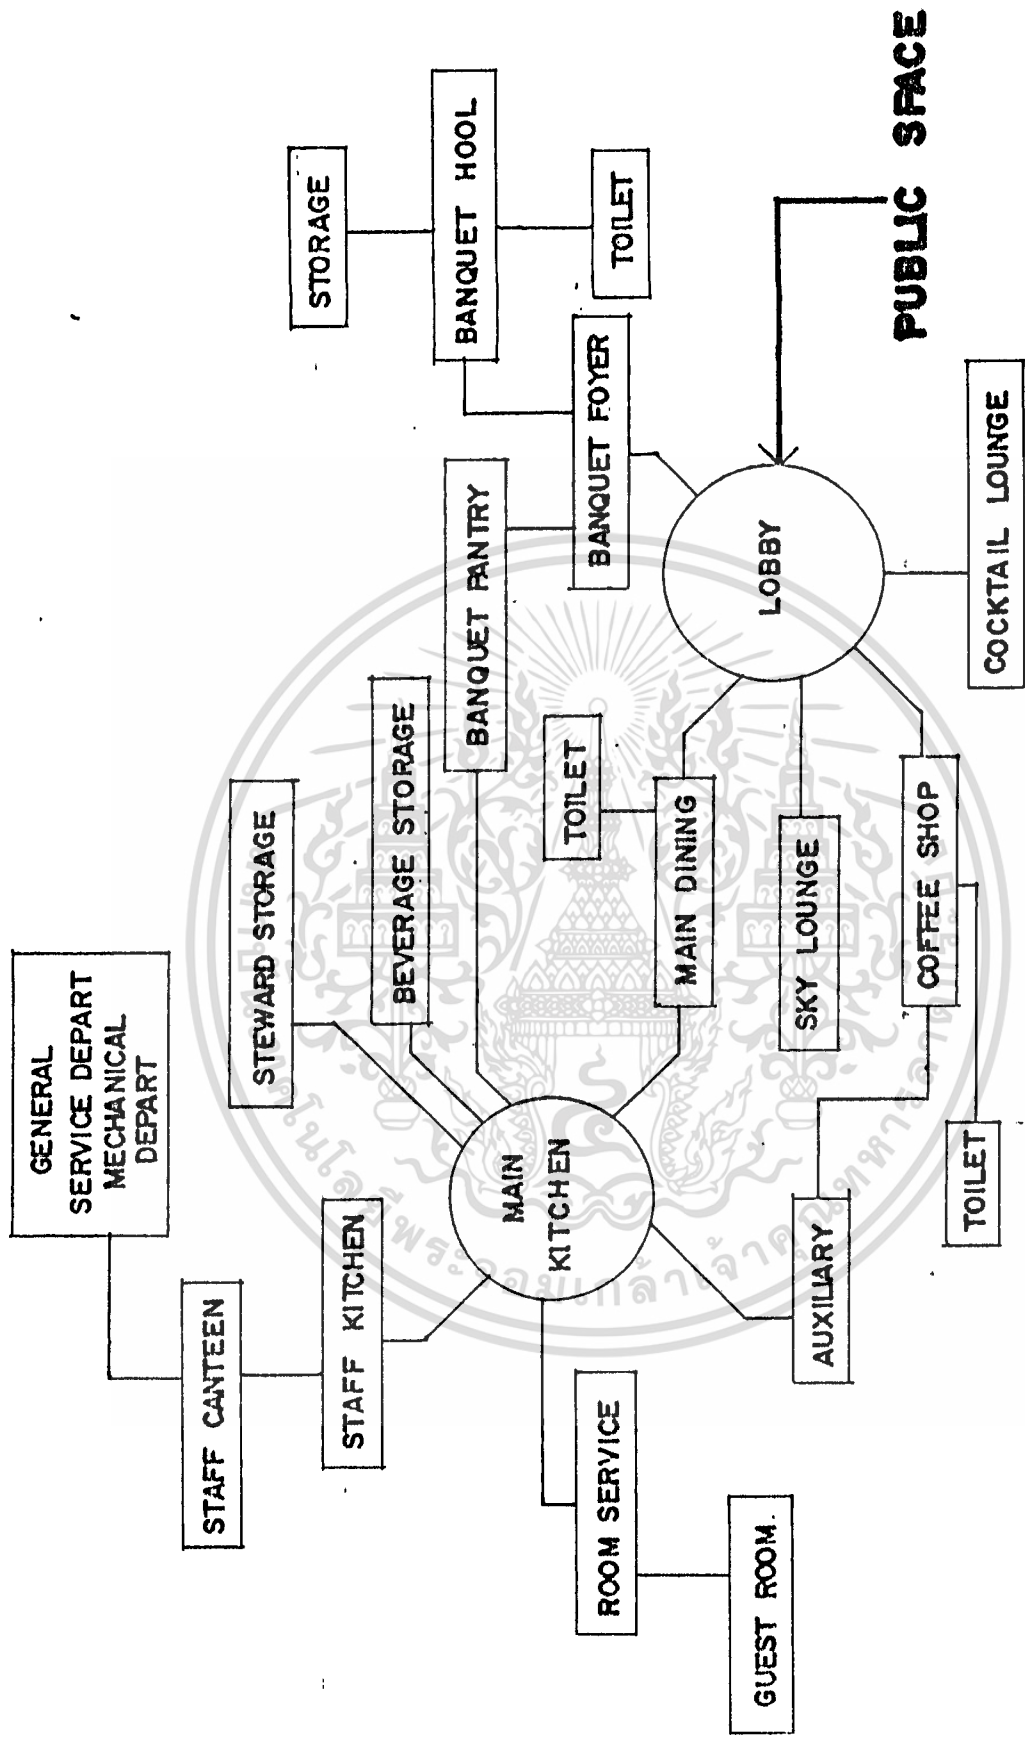 GENERAL
SERVICE DEPART
MECHANICAL
DEPART
STAFF CANTEEN
STEWARD STORAGE
STORAGE
STAFF KITCHEN
BEVERAGE STORAGE
BANQUET HOOL
BANQUET PANTRY
TOILET
BANQUET FOYER
TOILET
MAIN
KITCHEN
ROOM SERVICE
MAIN DINING
LOBBY
GUEST ROOM.
SKY LOUNGE
AUXILIARY
COFFEE SHOP
PUBLIC SPACE
TOILET
COCKTAIL LOUNGE